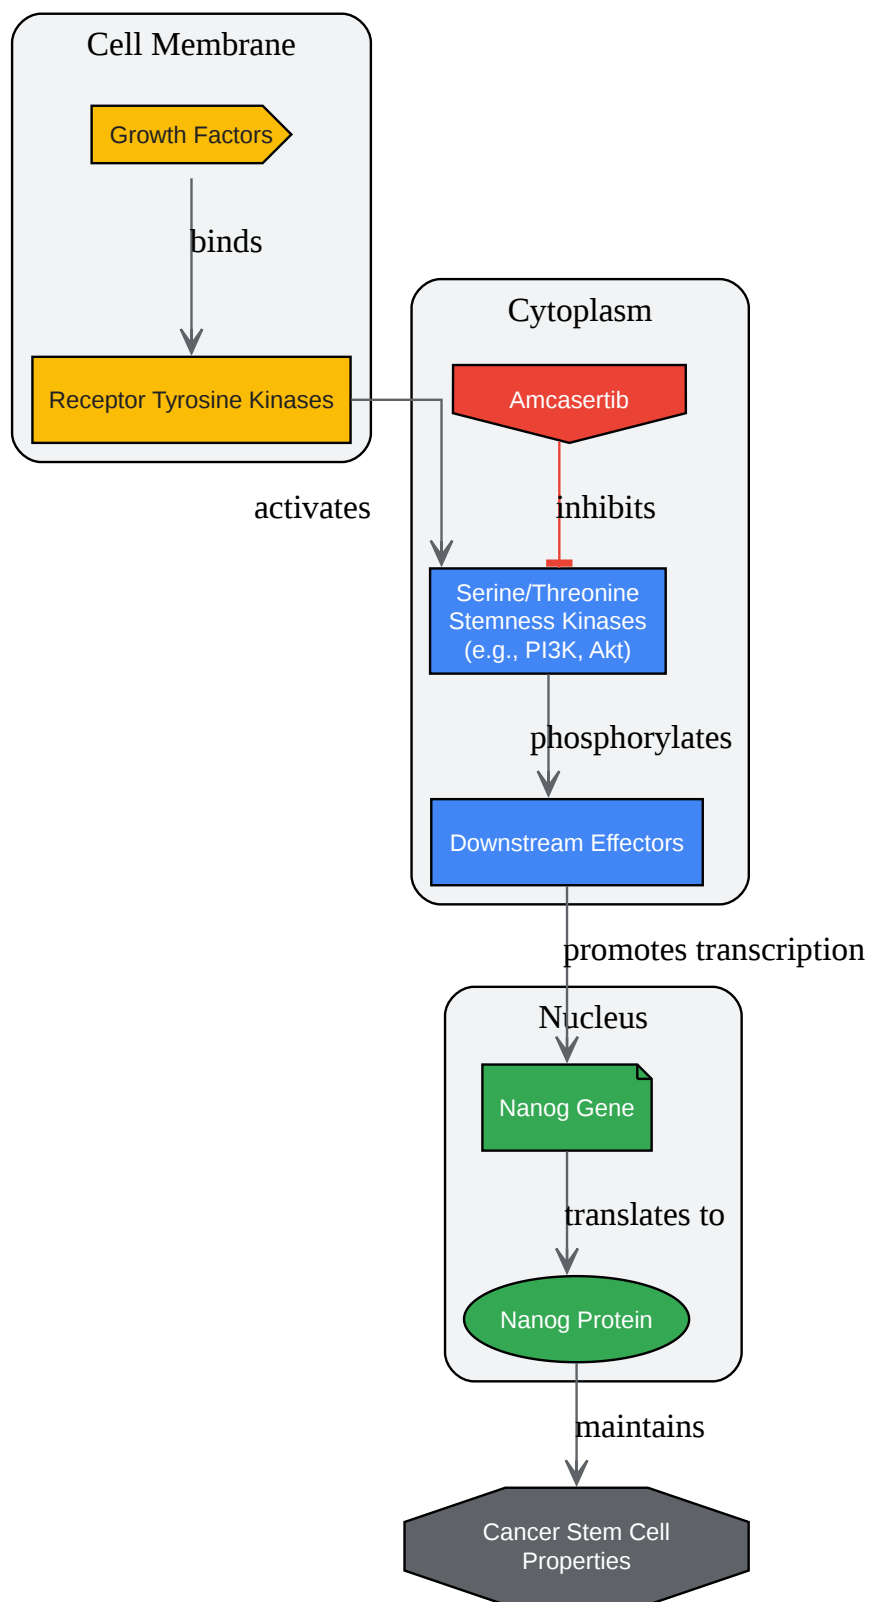 Cell Membrane
Growth Factors
binds
Receptor Tyrosine Kinases
activates
Cytoplasm
Amcasertib
inhibits
Serine/Threonine
Stemness Kinases
(e.g., PI3K, Akt)
phosphorylates
Downstream Effectors
promotes transcription
Nucleus
Nanog Gene
translates to
Nanog Protein
maintains
Cancer Stem Cell
Properties